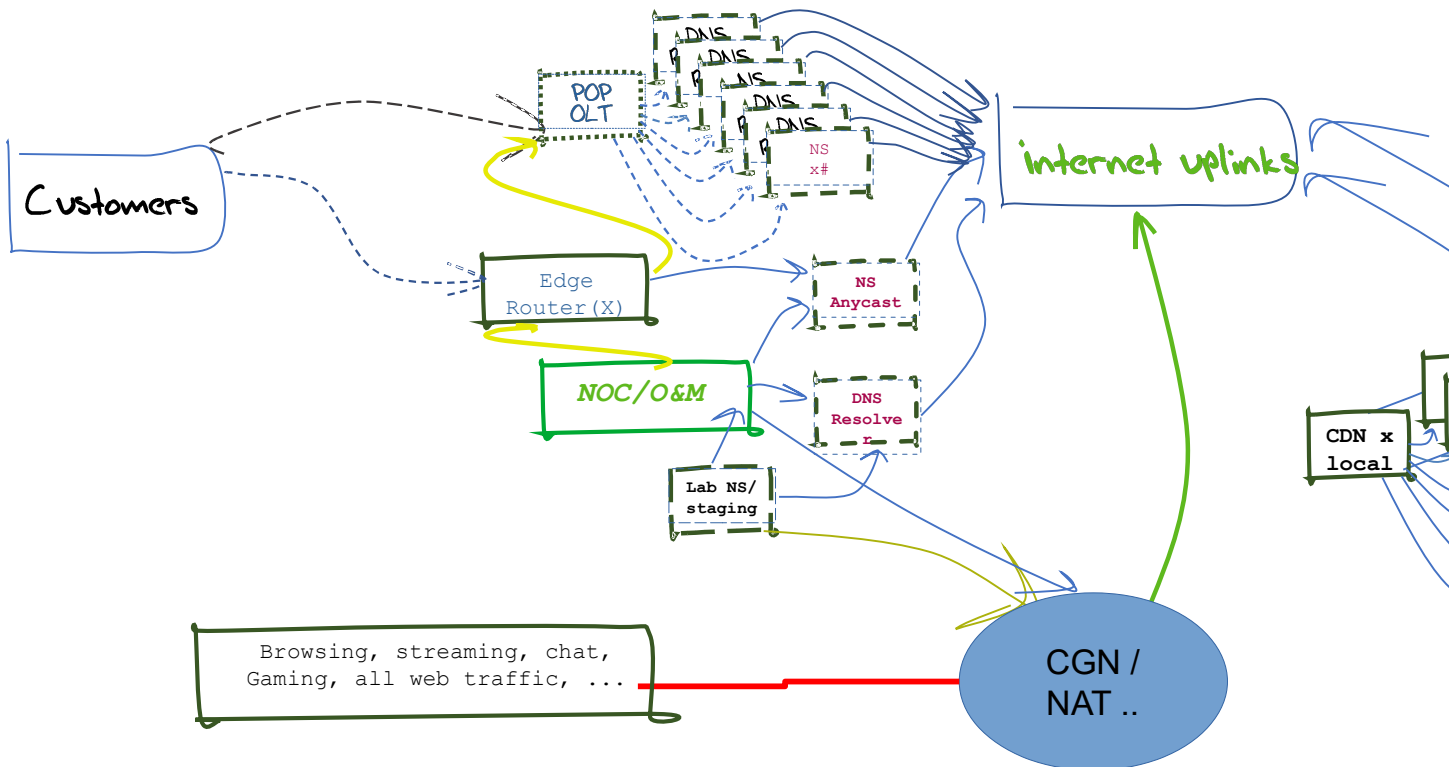 DNS
R
DNS
R
NS
DNS
R
DNS
R
NS
x#
POP
OLT
internet uplinks
Customers
Edge
Router(X)
NS
Anycast
NOC/O&M
DNS
Resolve
r
CDN x
local
Lab NS/
staging
Browsing, streaming, chat,
Gaming, all web traffic, ...
CGN /
NAT ..